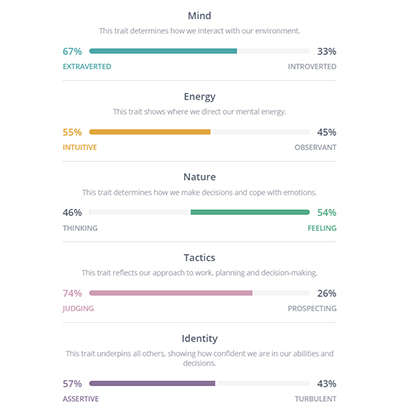 Mind
This trait determines how we interact with our environment.
67% 33%
EXTRAVERTED INTROVERTED
Energy
This trait shows where we direct our mental energy.
55% 45%
INTUITIVE OBSERVANT
Nature
This trait determines how we make decisions and cope with emotions.
46% 54%
THINKING FEELING
Tactics
This trait reflects our approach to work, planning and decision-making.
74% 26%
JUDGING PROSPECTING
Identity
This trait underpins all others, showing how confident we are in our abilities and
decisions.
57% 43%
ASSERTIVE TURBULENT